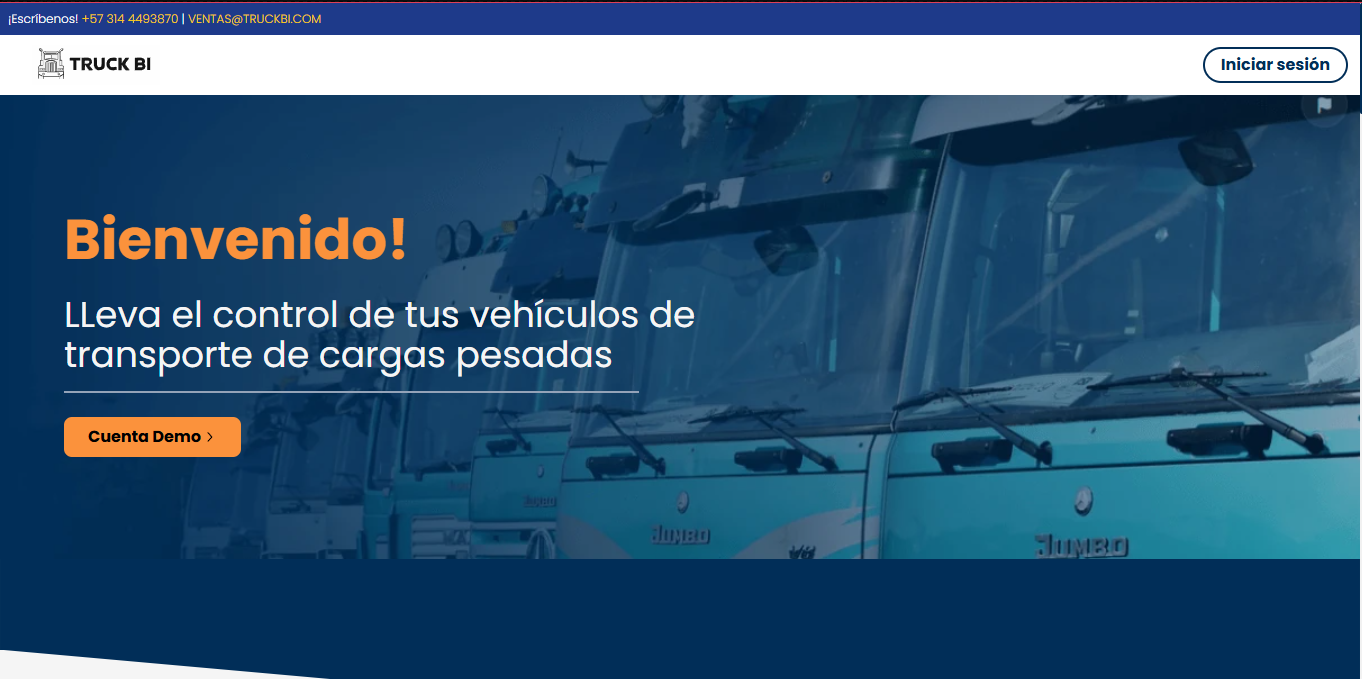 ¡Escríbenos! +57 314 4493870 | VENTAS@TRUCKBI.COM
TRUCK BI
Iniciar sesión
Bienvenido!
LLeva el control de tus vehículos de
transporte de cargas pesadas
Cuenta Demo >
JUMBO
JUMBO
JUMBO